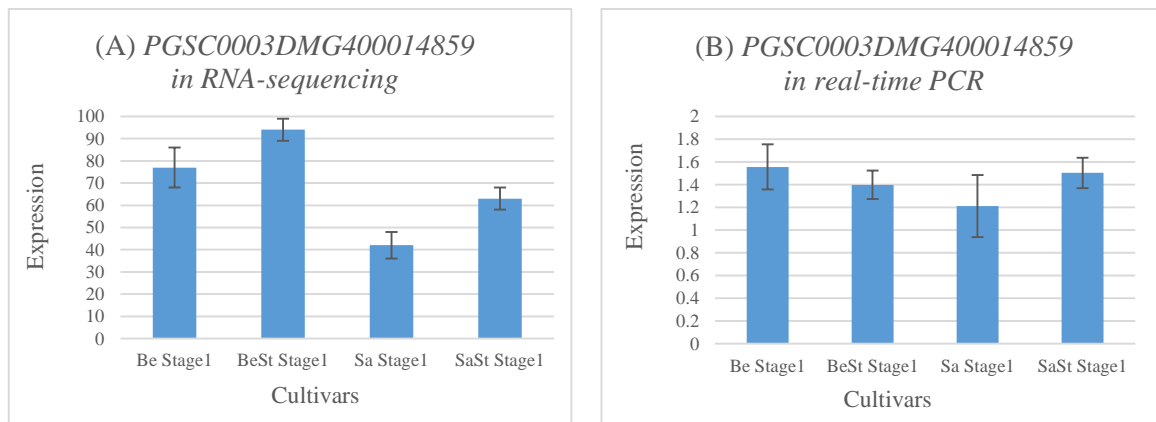 (A) PGSC0003DMG400014859
in RNA-sequencing
Expression
100
90
80
70
60
50
40
30
20
10
0
Be Stage1 BeSt Stage1 Sa Stage1 SaSt Stage1
Cultivars
(B) PGSC0003DMG400014859
in real-time PCR
Expression
2
1.8
1.6
1.4
1.2
1
0.8
0.6
0.4
0.2
0
Be Stage1 BeSt Stage1 Sa Stage1 SaSt Stage1
Cultivars